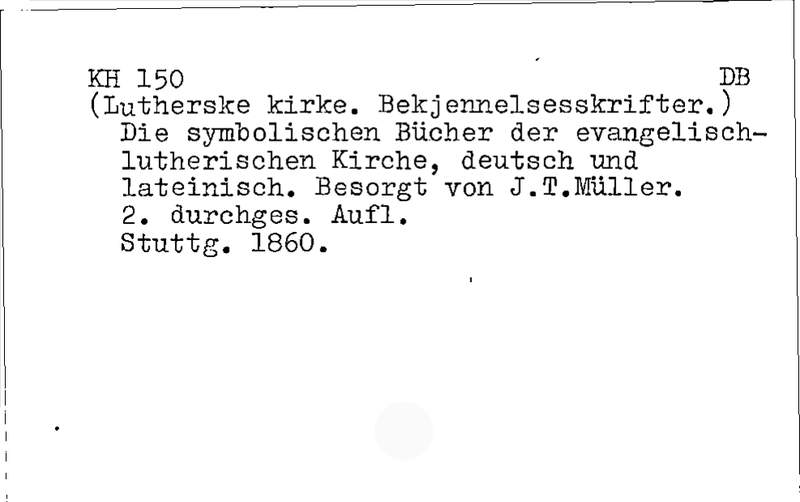 KH 150 DB
(Lutherske kirke. Bekjennelsesskrifter.)
Die symbolischen Bücher der evangelisch-
lutherischen Kirche, deutsch und
lateinisch. Besorgt von J.T.Müller.
2. durchges. Aufl.
Stuttg. 1860.